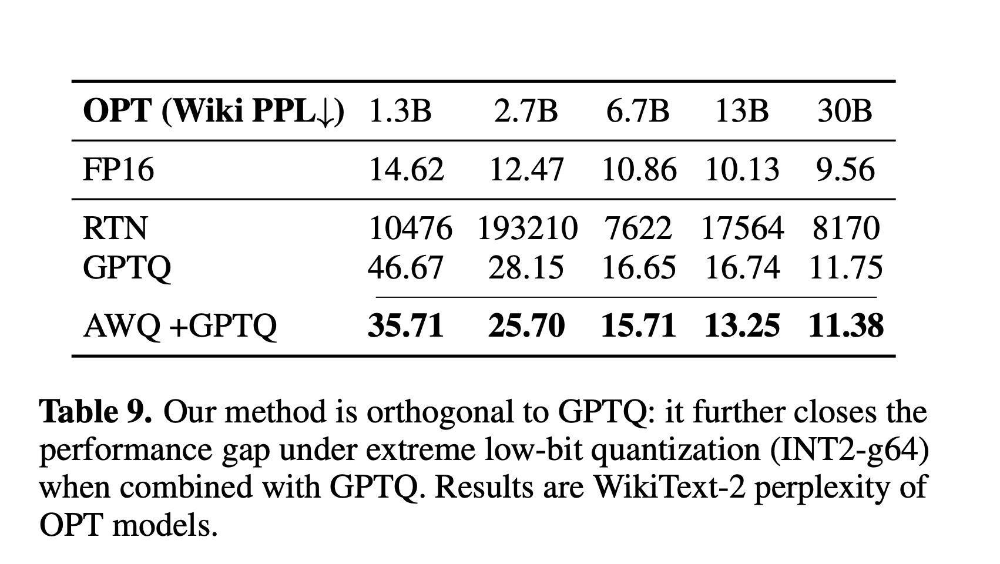 OPT (Wiki PPL↓) 1.3B 2.7B 6.7B 13B 30B
FP16 14.62 12.47 10.86 10.13 9.56
RTN 10476 193210 7622 17564 8170
GPTQ 46.67 28.15 16.65 16.74 11.75
AWQ +GPTQ 35.71 25.70 15.71 13.25 11.38
Table 9. Our method is orthogonal to GPTQ: it further closes the
performance gap under extreme low-bit quantization (INT2-g64)
when combined with GPTQ. Results are WikiText-2 perplexity of
OPT models.